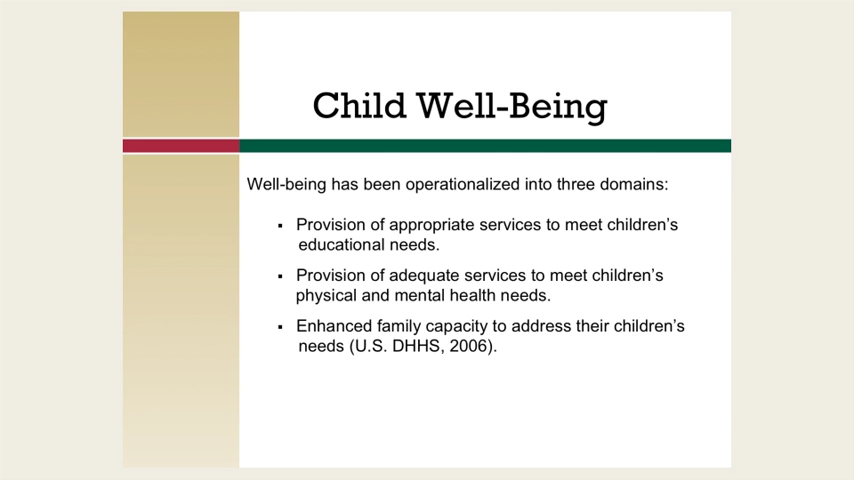 Child Well-Being
Well-being has been operationalized into three domains:
▪ Provision of appropriate services to meet children's
educational needs.
▪ Provision of adequate services to meet children's
physical and mental health needs.
▪ Enhanced family capacity to address their children's
needs (U.S. DHHS, 2006).